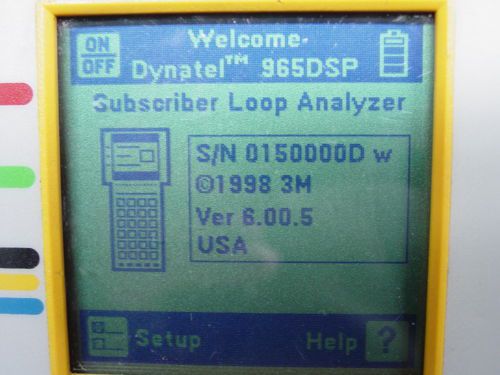 ON
OFF
Welcome-
Dynatel™ 965DSP
Subscriber Loop Analyzer
S/N 0150000D w
©1998 3M
Ver 6.00.5
USA
Setup
Help ?